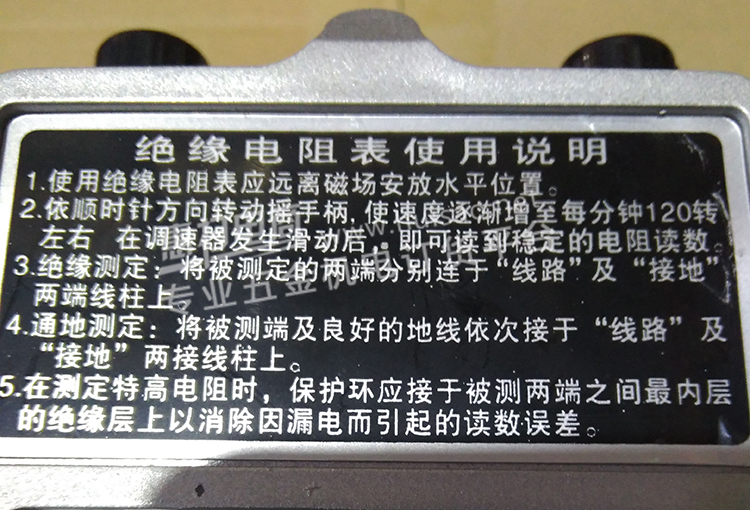 绝缘电阻表使用说明
1.使用绝缘电阻表应远离磁场安放水平位置。
2.依顺时针方向转动摇手柄,使速度逐渐增至每分钟120转
左右 在调速器发生滑动后,即可读到稳定的电阻读数。
3.绝缘测定:将被测定的两端分别连于“线路”及“接地”
两端线柱上。
4.通地测定:将被测端及良好的地线依次接于“线路”及
“接地”两接线柱上。
5.在测定特高电阻时,保护环应接于被测两端之间最内层
的绝缘层上以消除因漏电而引起的读数误差。